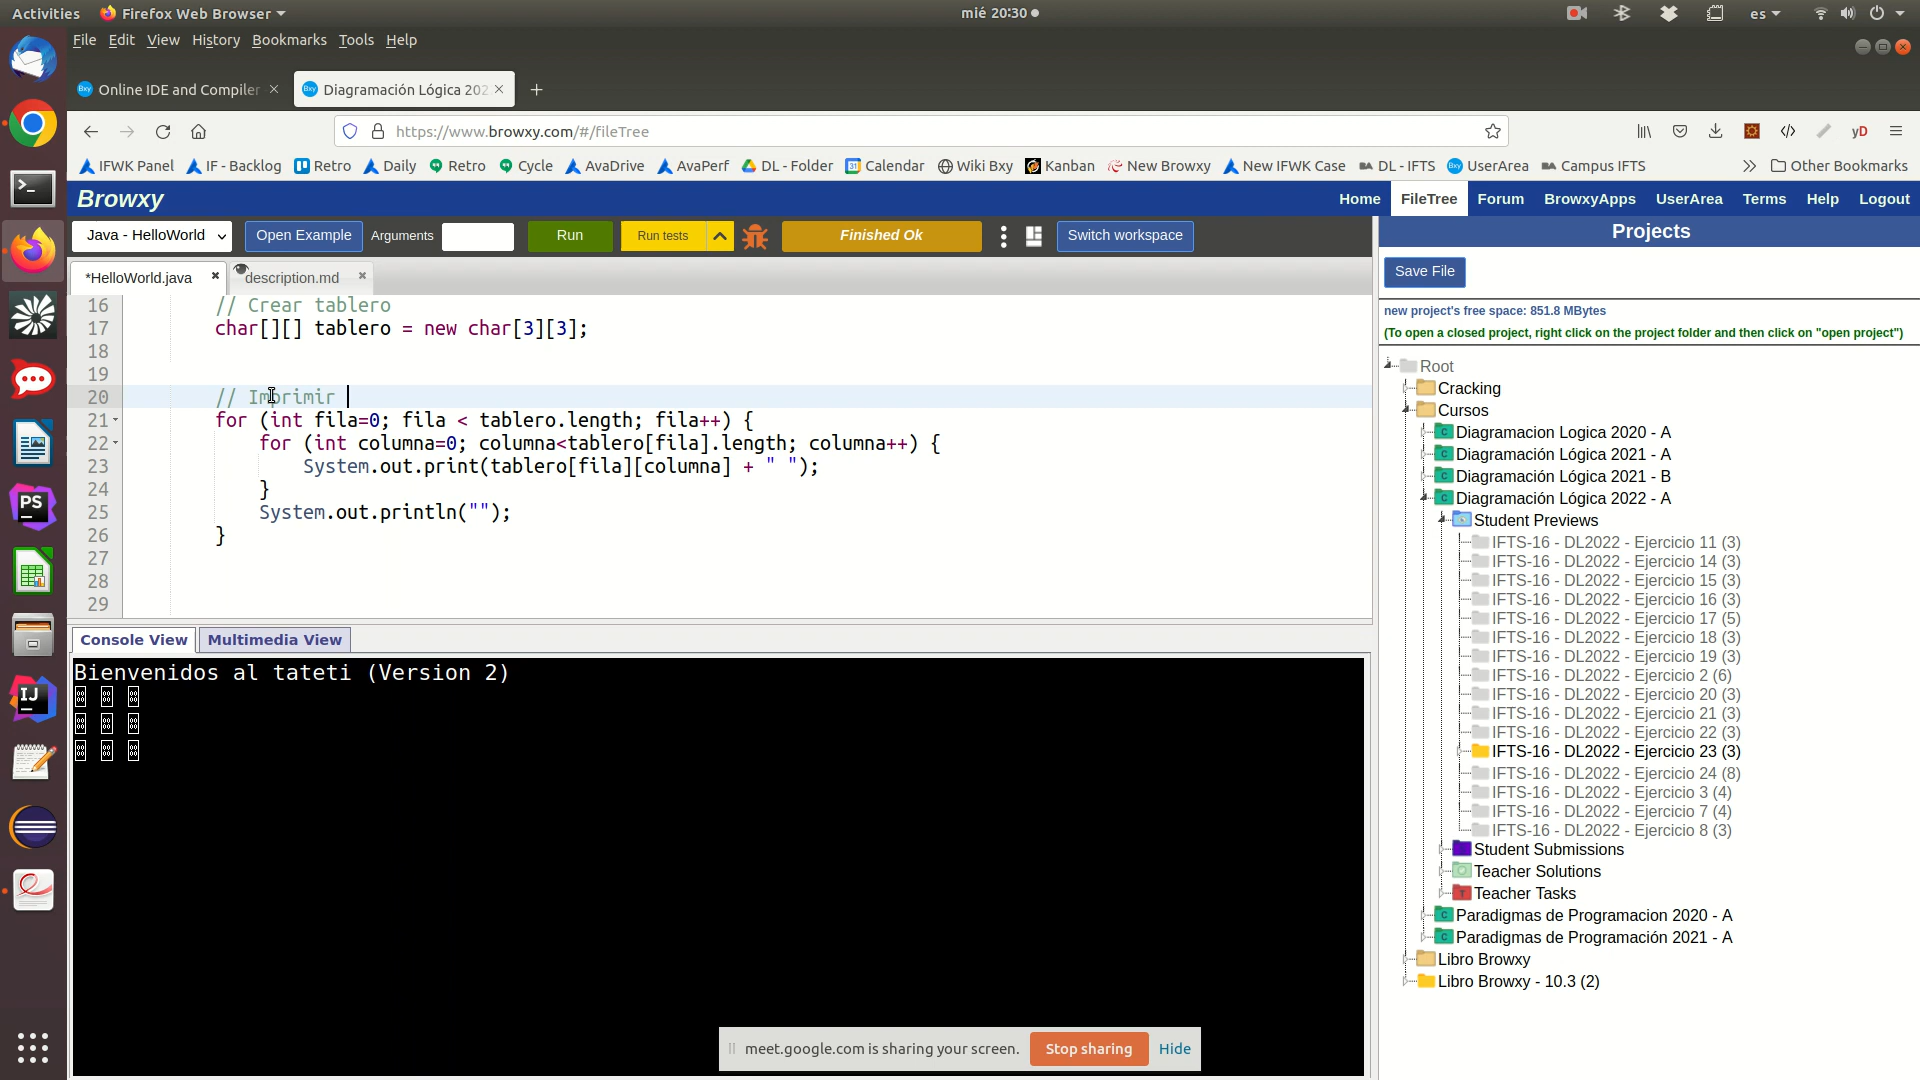 Activities Firefox Web Browser mié 20:30 es
File Edit View History Bookmarks Tools Help
Online IDE and Compiler Diagramación Lógica 202
https://www.browxy.com/#/fileTree
IFWK Panel IF - Backlog Retro Daily Retro Cycle AvaDrive AvaPerf DL - Folder Calendar Wiki Bxy Kanban New Browxy New IFWK Case DL - IFTS UserArea Campus IFTS Other Bookmarks
Browxy Home FileTree Forum BrowxyApps UserArea Terms Help Logout
Java - HelloWorld Open Example Arguments Run Run tests Finished Ok Switch workspace
*HelloWorld.java description.md
16 // Crear tablero
17 char[][] tablero = new char[3][3];
18
19
20 // Imprimir
21 for (int fila=0; fila < tablero.length; fila++) {
22 for (int columna=0; columna<tablero[fila].length; columna++) {
23 System.out.print(tablero[fila][columna] + " ");
24 }
25 System.out.println("");
26 }
27
28
29
Console View Multimedia View
Bienvenidos al tateti (Version 2)
meet.google.com is sharing your screen. Stop sharing Hide
Projects
Save File
new project's free space: 851.8 MBytes
(To open a closed project, right click on the project folder and then click on "open project")
Root
Cracking
Cursos
Diagramacion Logica 2020 - A
Diagramación Lógica 2021 - A
Diagramación Lógica 2021 - B
Diagramación Lógica 2022 - A
Student Previews
IFTS-16 - DL2022 - Ejercicio 11 (3)
IFTS-16 - DL2022 - Ejercicio 14 (3)
IFTS-16 - DL2022 - Ejercicio 15 (3)
IFTS-16 - DL2022 - Ejercicio 16 (3)
IFTS-16 - DL2022 - Ejercicio 17 (5)
IFTS-16 - DL2022 - Ejercicio 18 (3)
IFTS-16 - DL2022 - Ejercicio 19 (3)
IFTS-16 - DL2022 - Ejercicio 2 (6)
IFTS-16 - DL2022 - Ejercicio 20 (3)
IFTS-16 - DL2022 - Ejercicio 21 (3)
IFTS-16 - DL2022 - Ejercicio 22 (3)
IFTS-16 - DL2022 - Ejercicio 23 (3)
IFTS-16 - DL2022 - Ejercicio 24 (8)
IFTS-16 - DL2022 - Ejercicio 3 (4)
IFTS-16 - DL2022 - Ejercicio 7 (4)
IFTS-16 - DL2022 - Ejercicio 8 (3)
Student Submissions
Teacher Solutions
Teacher Tasks
Paradigmas de Programacion 2020 - A
Paradigmas de Programación 2021 - A
Libro Browxy
Libro Browxy - 10.3 (2)